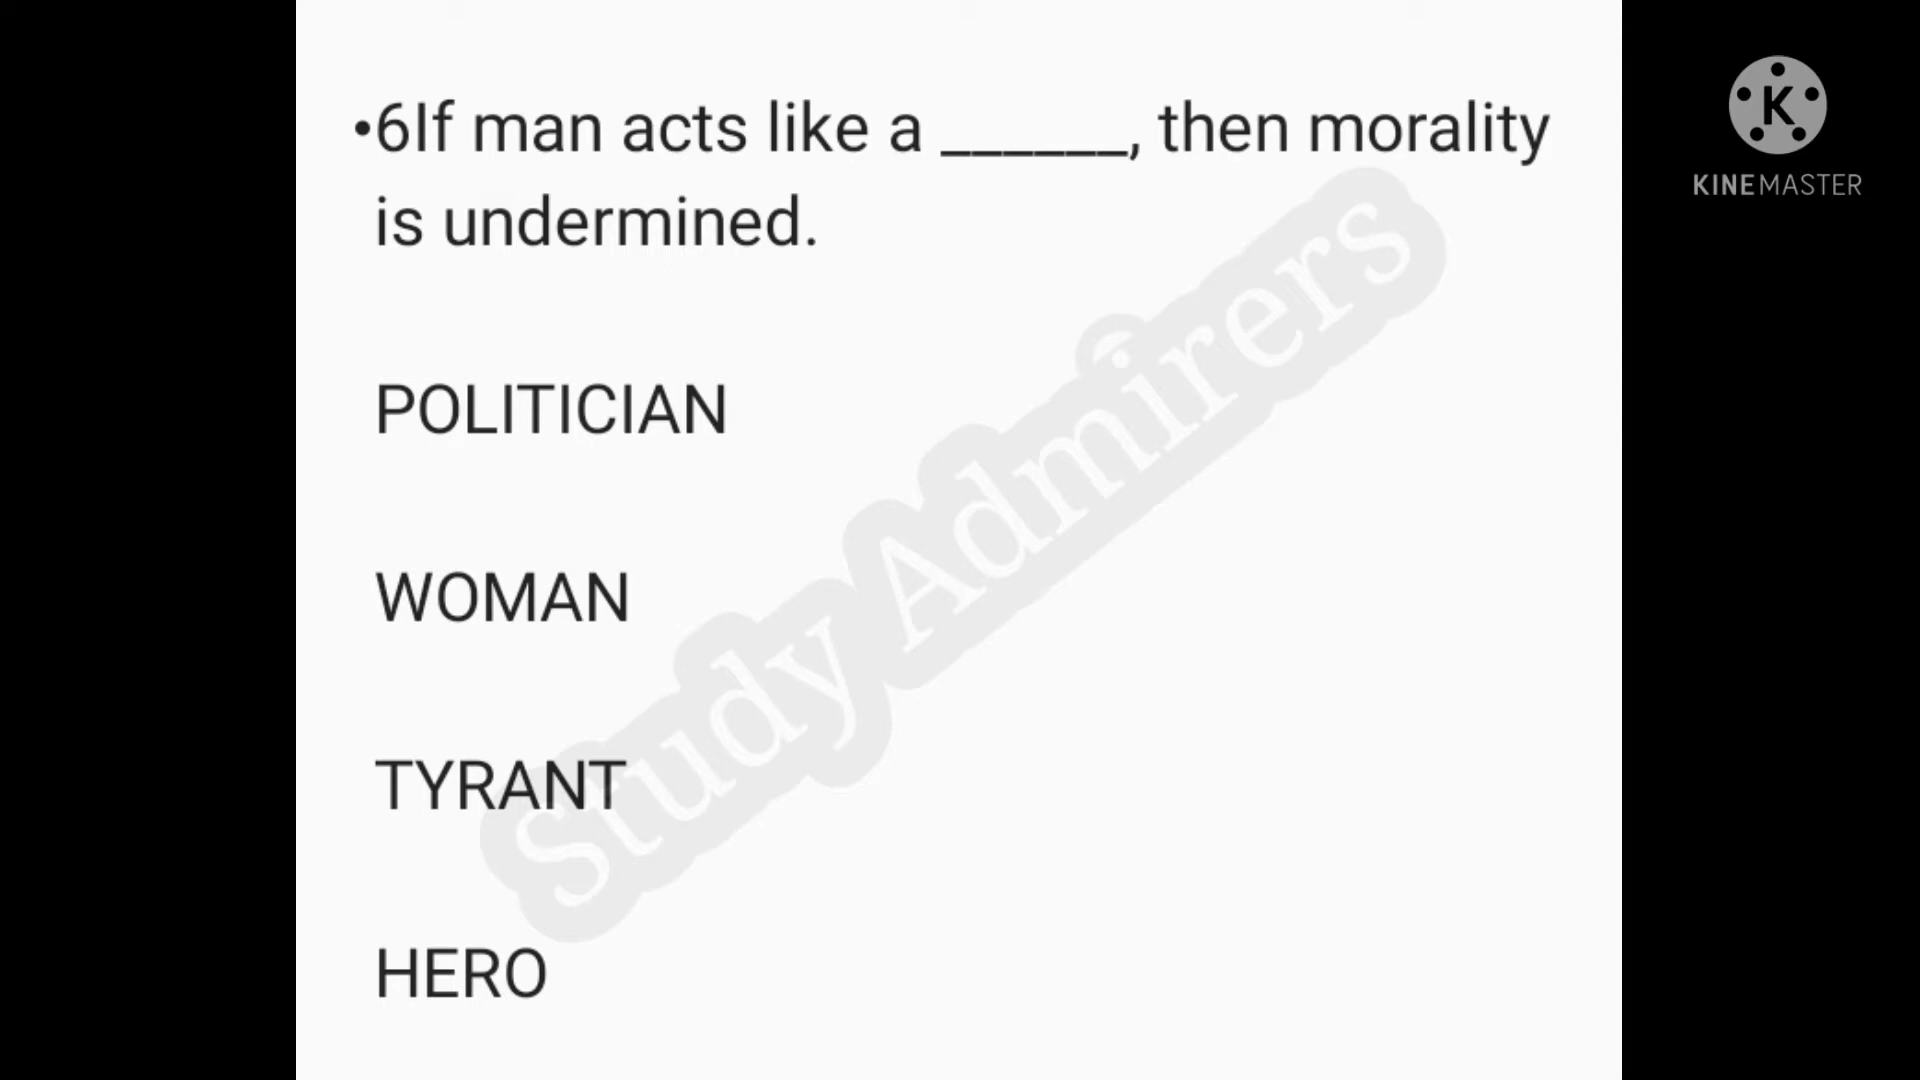 •6If man acts like a ______, then morality
is undermined.
POLITICIAN
WOMAN
TYRANT
HERO
Study Admirers
K
KINEMASTER